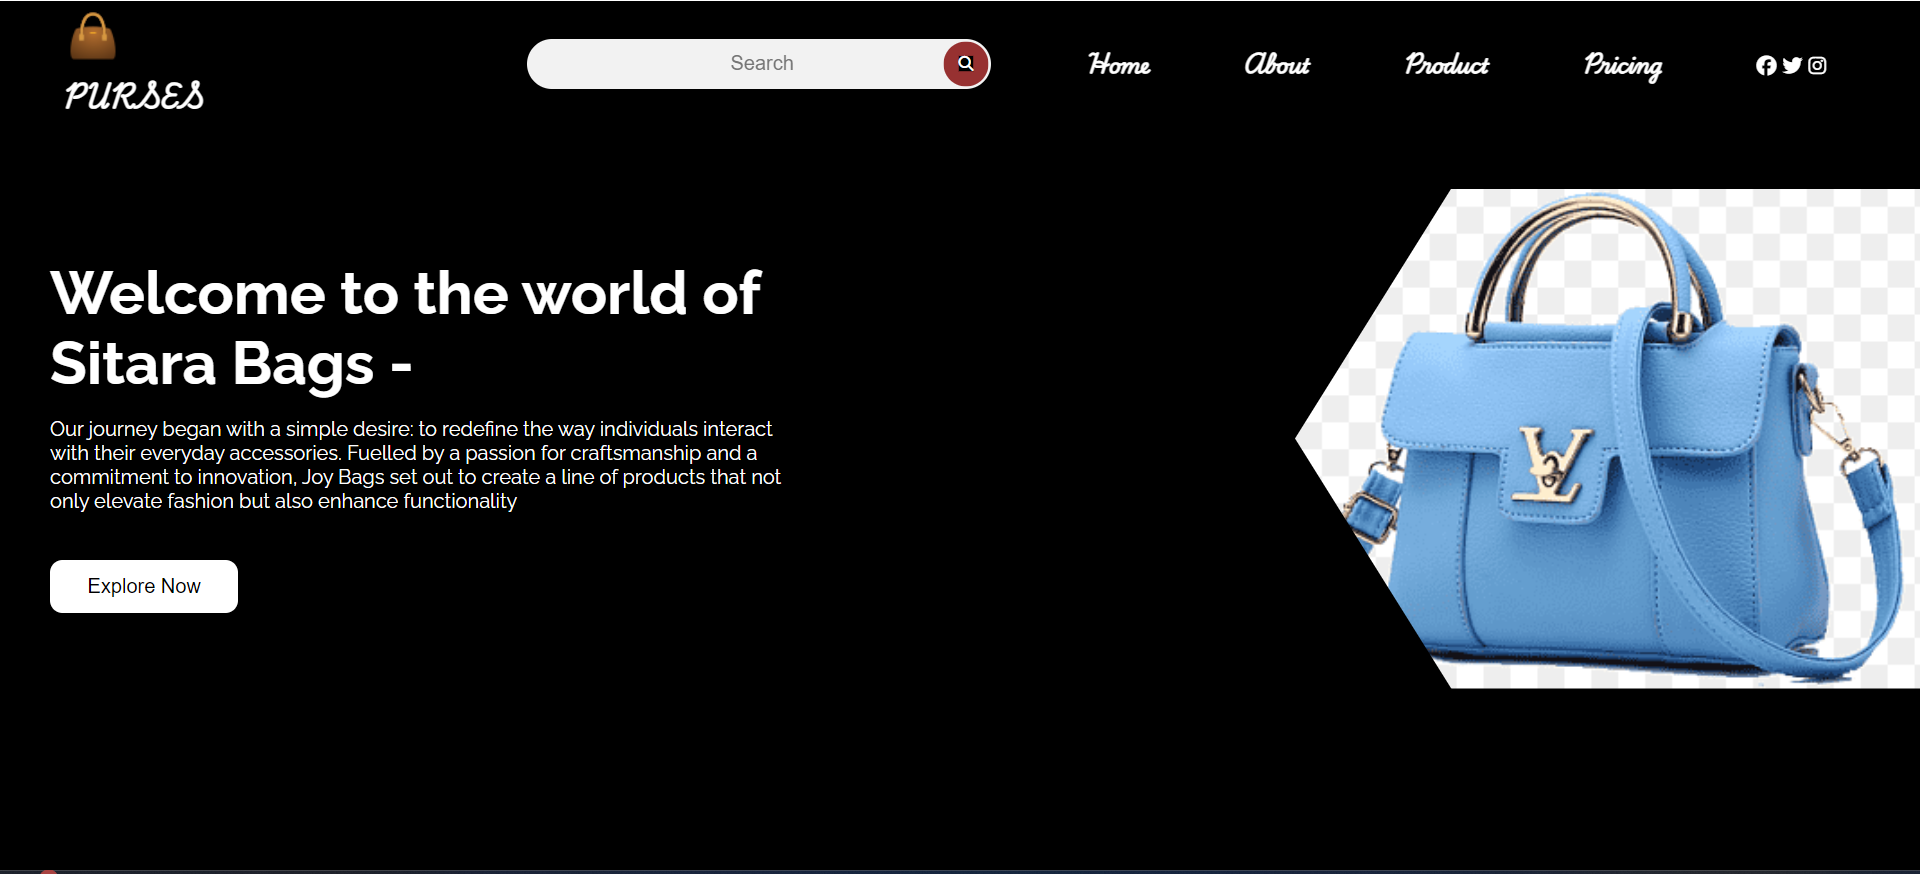 PURSES
Search
Home
About
Product
Pricing
Welcome to the world of
Sitara Bags -
Our journey began with a simple desire: to redefine the way individuals interact
with their everyday accessories. Fuelled by a passion for craftsmanship and a
commitment to innovation, Joy Bags set out to create a line of products that not
only elevate fashion but also enhance functionality
Explore Now
LV